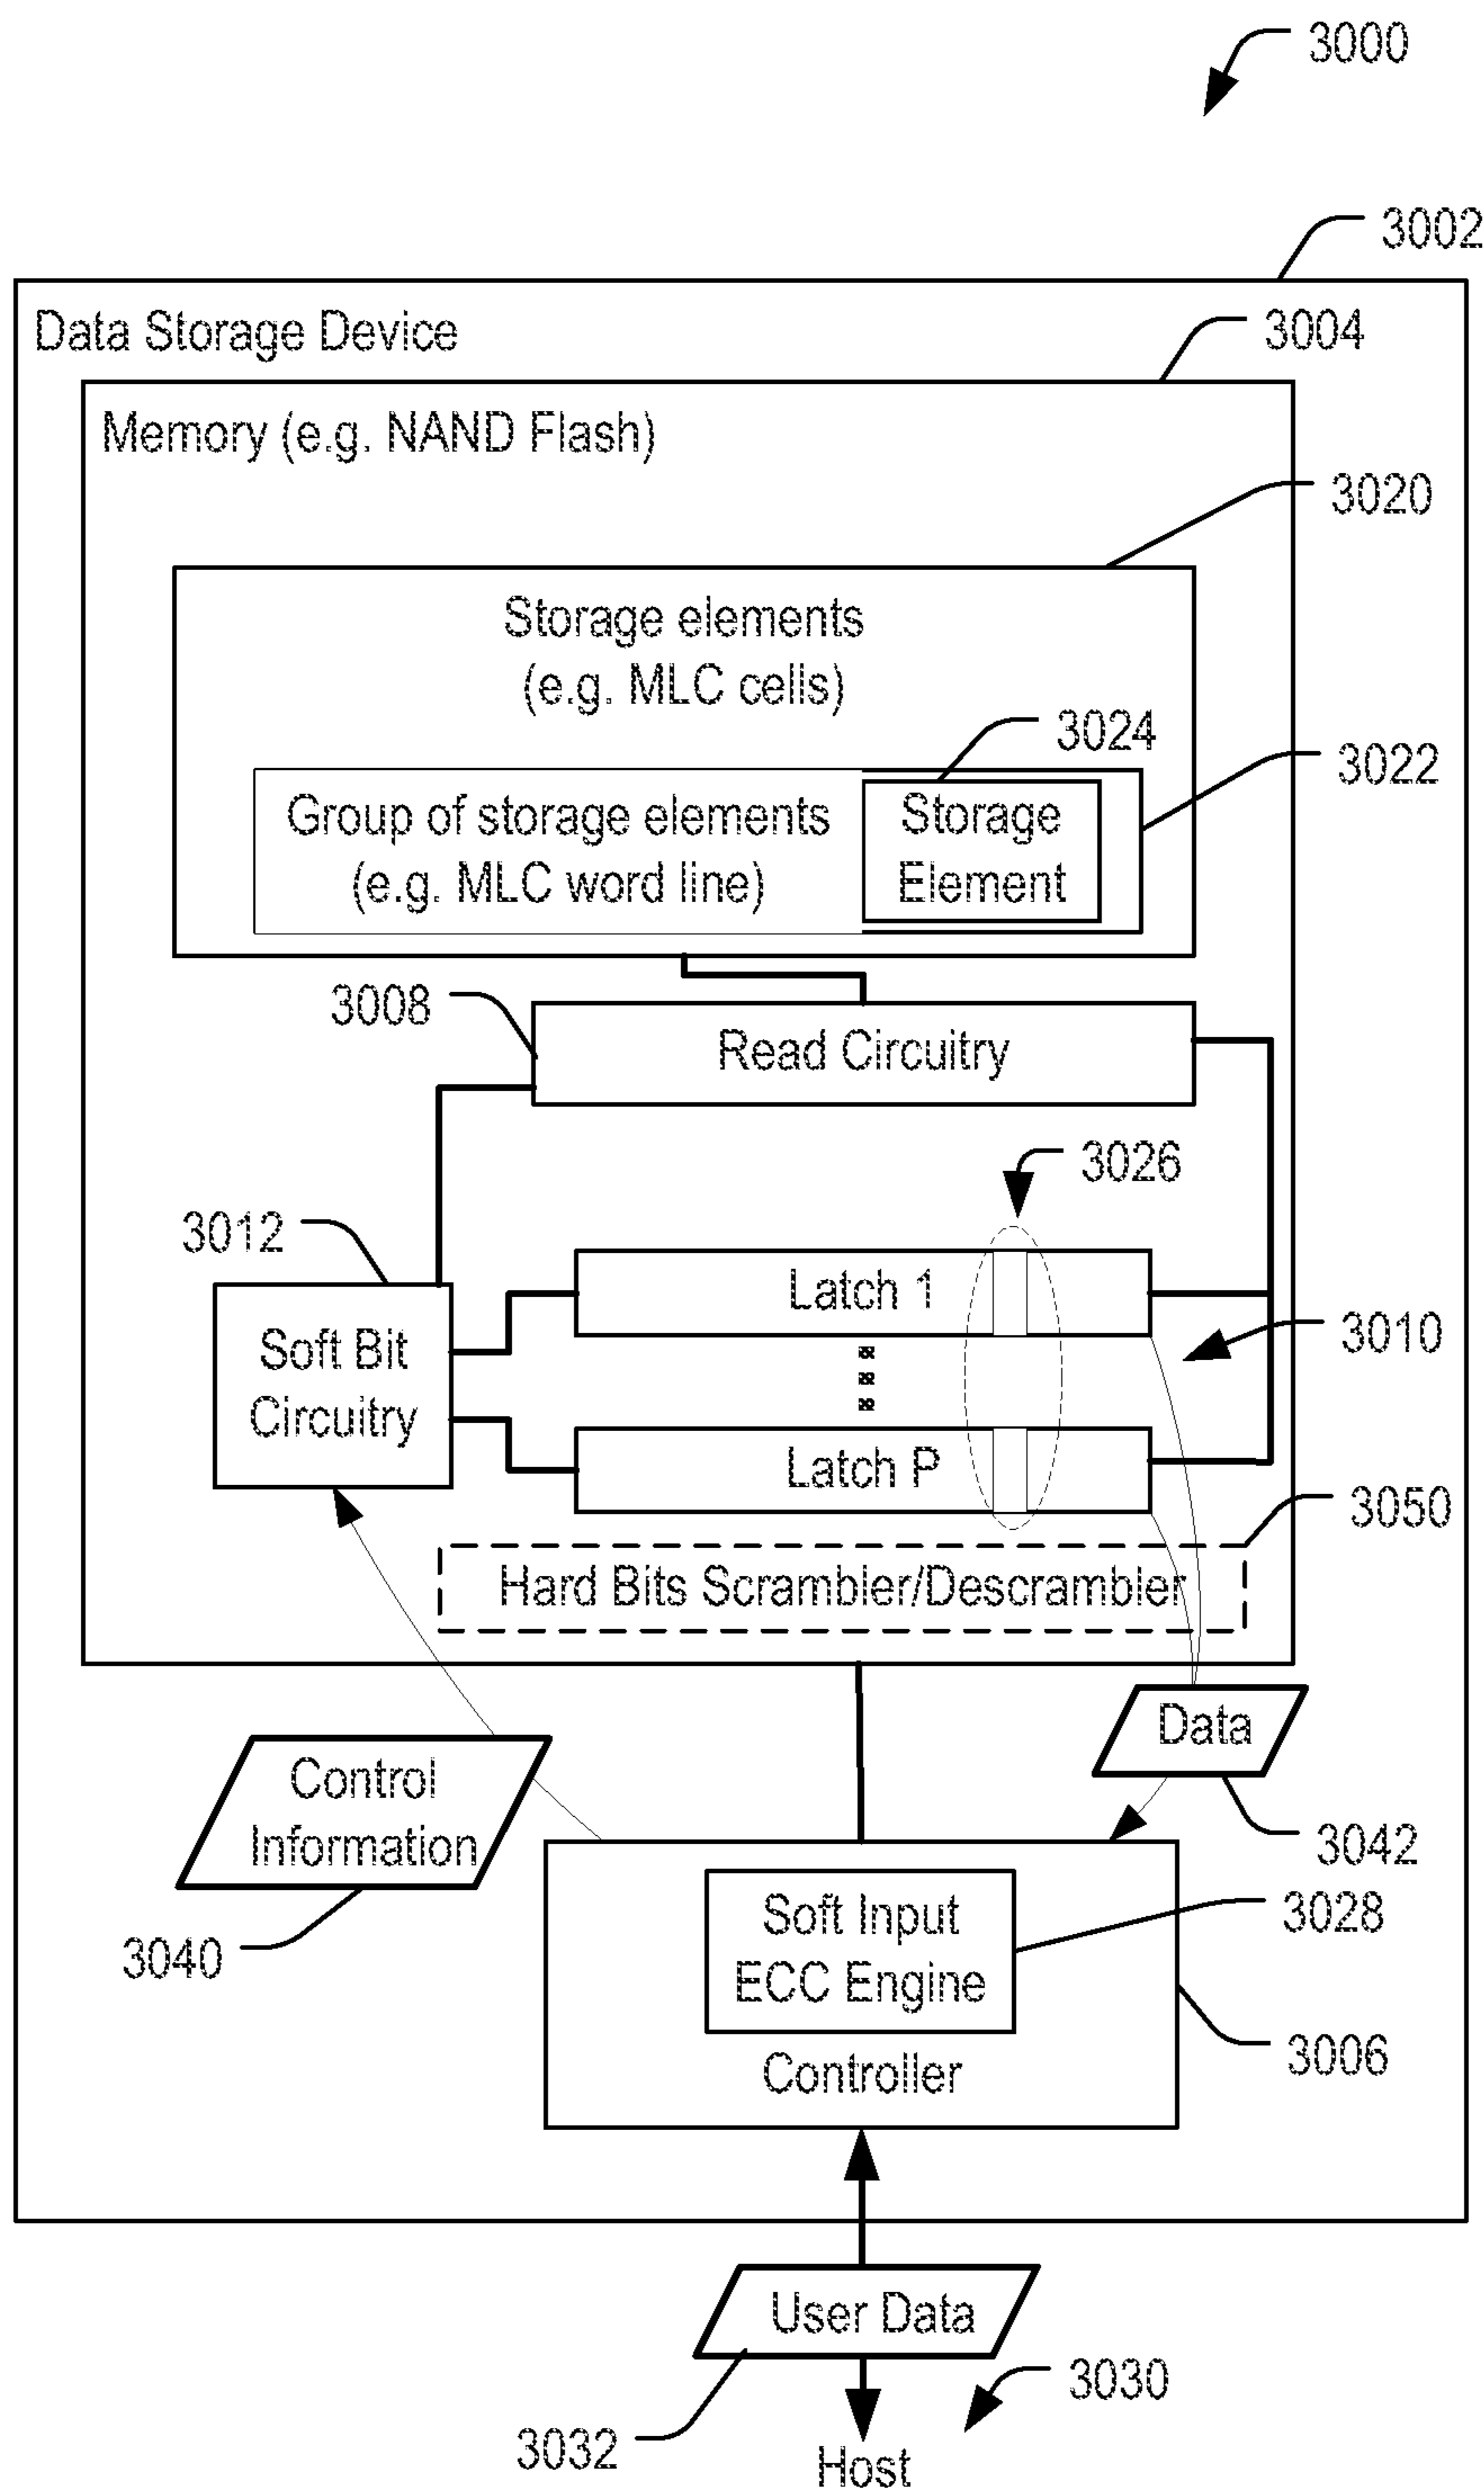 3000
3002
Data Storage Device
3004
Memory (e.g. NAND Flash)
3020
Storage elements
(e.g. MLC cells)
3024
3022
Group of storage elements
(e.g. MLC word line)
Storage
Element
3008
Read Circuitry
3026
3012
Latch 1
3010
Soft Bit
Circuitry
Latch P
3050
Hard Bits Scrambler/Descrambler
Data
Control
Information
3042
3040
Soft Input
ECC Engine
3028
3006
Controller
User Data
3030
3032
Host